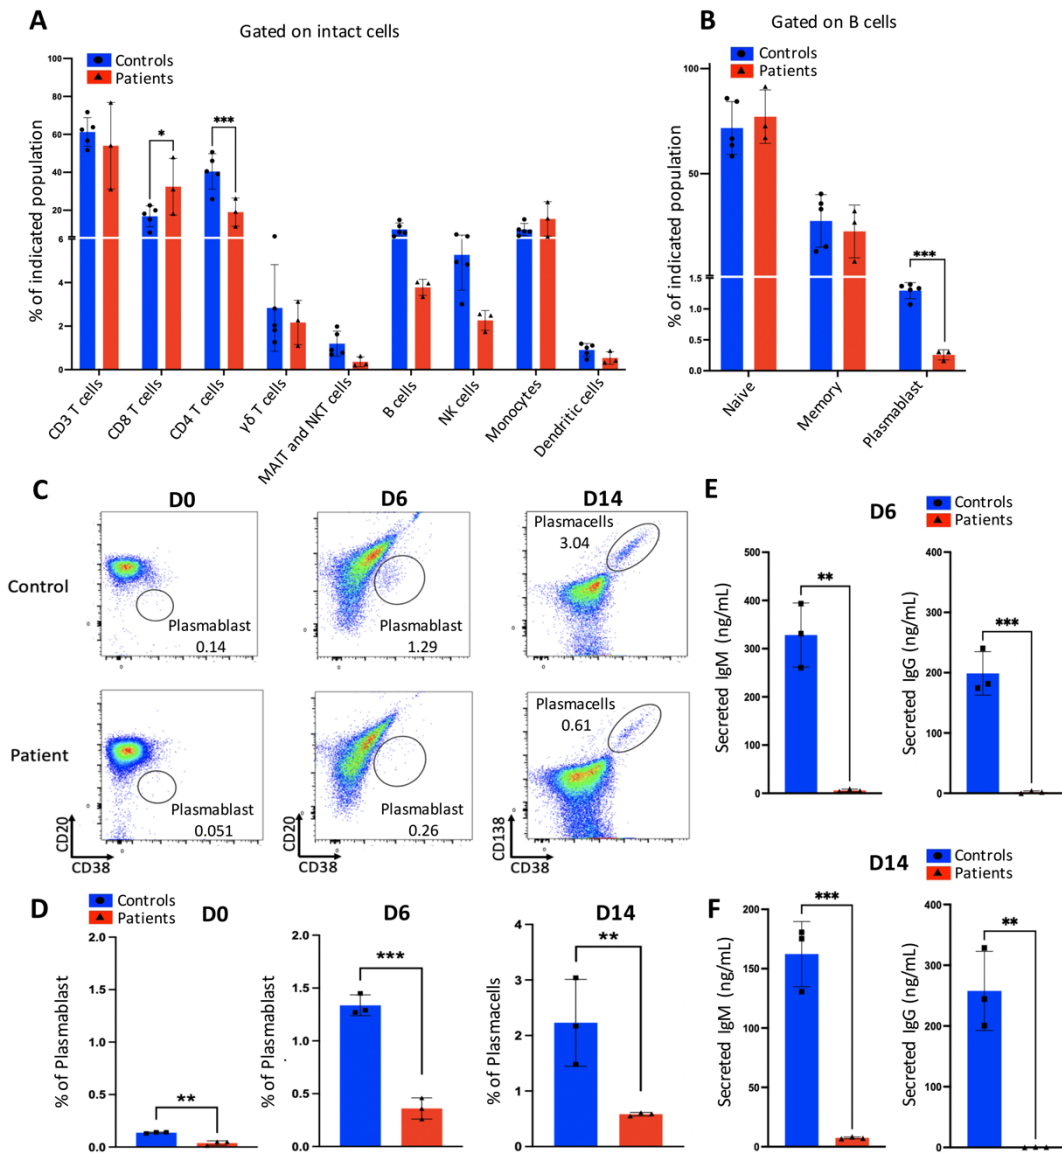 A
Gated on intact cells
Controls
Patients
% of indicated population
100
80
60
40
20
6
4
2
0
*
***
CD3 T cells
CD8 T cells
CD4 T cells
γδ T cells
MAIT and NKT cells
B cells
NK cells
Monocytes
Dendritic cells
B
Gated on B cells
Controls
Patients
% of indicated population
100
50
1.5
1.0
0.5
0.0
***
Naive
Memory
Plasmablast
C
D0
D6
D14
Control
Plasmablast
0.14
Plasmablast
1.29
Plasmacells
3.04
Patient
Plasmablast
0.051
Plasmablast
0.26
Plasmacells
0.61
CD20
CD38
CD20
CD38
CD138
CD38
D
Controls
Patients
D0
% of Plasmablast
2.0
1.5
1.0
0.5
0.0
**
D6
% of Plasmablast
2.0
1.5
1.0
0.5
0.0
***
D14
% of Plasmacells
4
3
2
1
0
**
E
D6
Controls
Patients
Secreted IgM (ng/mL)
500
400
300
200
100
0
**
Secreted IgG (ng/mL)
400
300
200
100
0
***
F
D14
Controls
Patients
Secreted IgM (ng/mL)
200
150
100
50
0
***
Secreted IgG (ng/mL)
400
300
200
100
0
**